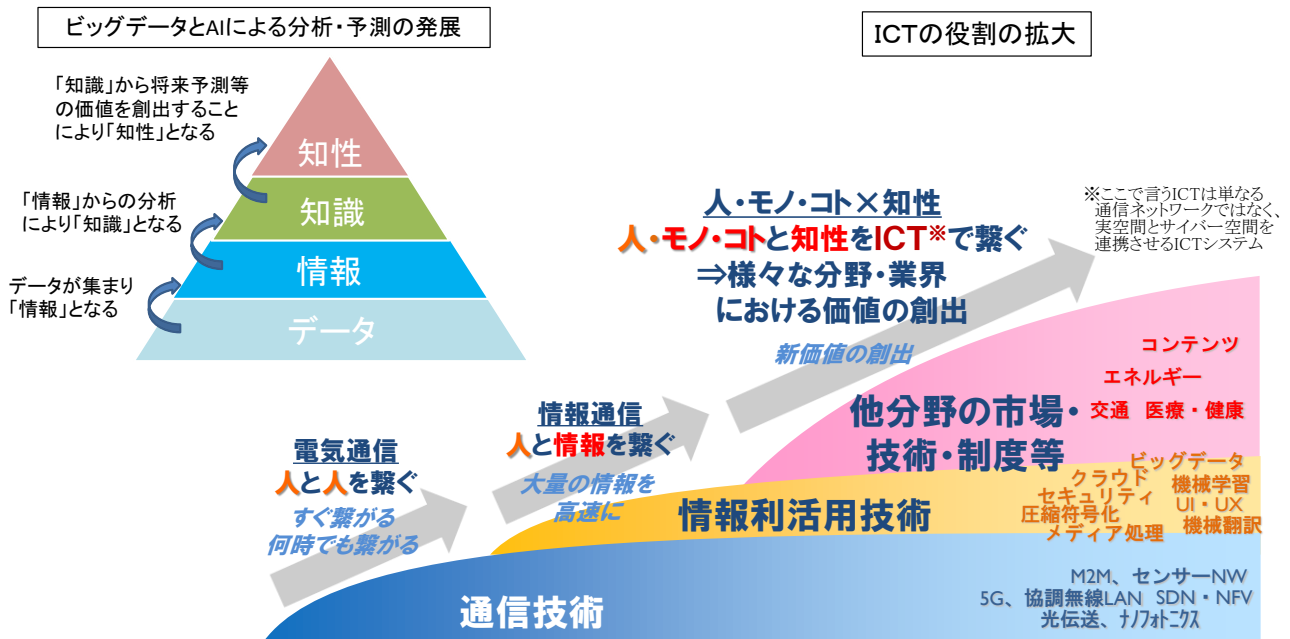 ビッグデータとAIによる分析・予測の発展
「知識」から将来予測等
の価値を創出すること
により「知性」となる
「情報」からの分析
により「知識」となる
データが集まり
「情報」となる
知性
知識
情報
データ
ICTの役割の拡大
※ここで言うICTは単なる
通信ネットワークではなく、
実空間とサイバー空間を
連携させるICTシステム
人・モノ・コト×知性
人・モノ・コトと知性をICT※で繋ぐ
⇒様々な分野・業界
における価値の創出
新価値の創出
情報通信
人と情報を繋ぐ
大量の情報を
高速に
電気通信
人と人を繋ぐ
すぐ繋がる
何時でも繋がる
他分野の市場・
技術・制度等
コンテンツ
エネルギー
交通 医療・健康
情報利活用技術
ビッグデータ
クラウド
機械学習
セキュリティ
UI・UX
圧縮符号化
機械翻訳
メディア処理
通信技術
M2M、センサーNW
5G、協調無線LAN SDN・NFV
光伝送、ナノフォトニクス